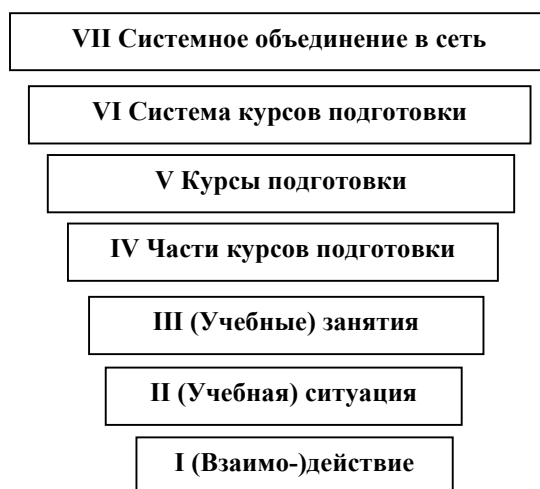 VII Системное объединение в сеть
VI Система курсов подготовки
V Курсы подготовки
IV Части курсов подготовки
III (Учебные) занятия
II (Учебная) ситуация
I (Взаимо-)действие